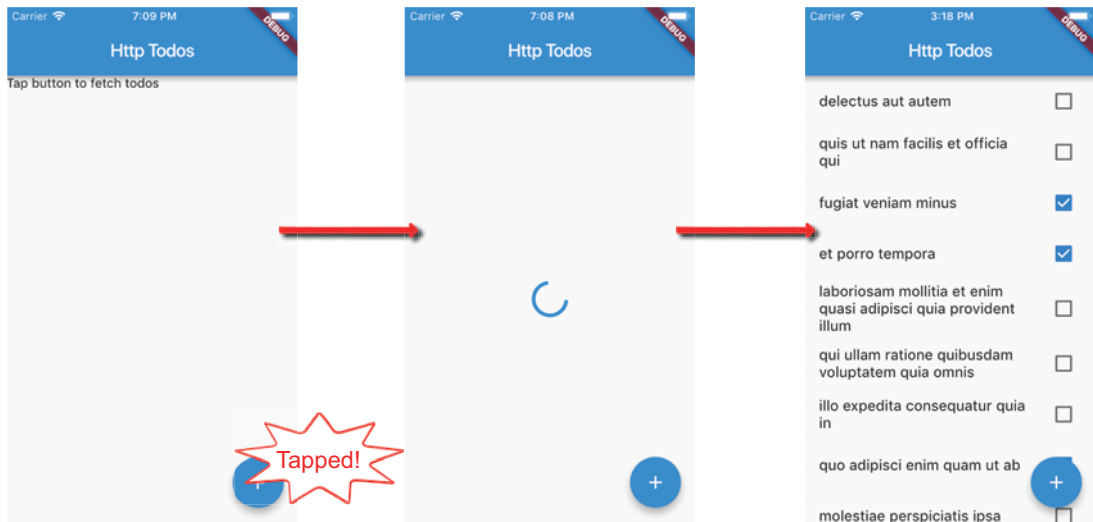 Carrier 7:09 PM
DEBUG
Http Todos
Tap button to fetch todos
Tapped!
+
Carrier 7:08 PM
DEBUG
Http Todos
+
Carrier 3:18 PM
DEBUG
Http Todos
delectus aut autem
quis ut nam facilis et officia
qui
fugiat veniam minus
et porro tempora
laboriosam mollitia et enim
quasi adipisci quia provident
illum
qui ullam ratione quibusdam
voluptatem quia omnis
illo expedita consequatur quia
in
quo adipisci enim quam ut ab
+
molestiae perspiciatis ipsa